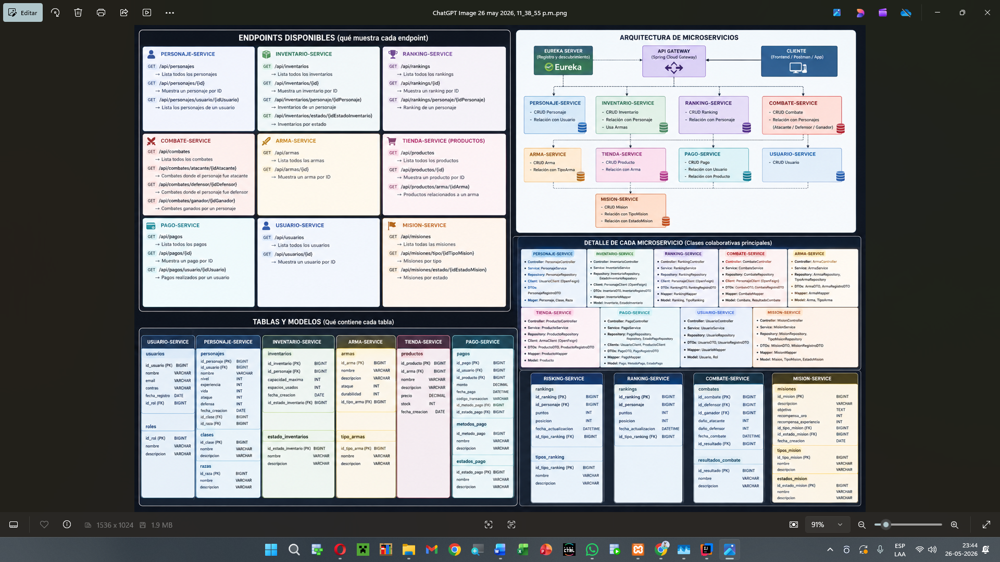 Editar
ChatGPT Image 26 may 2026, 11_38_55 p.m..png
ENDPOINTS DISPONIBLES (qué muestra cada endpoint)
PERSONAJE-SERVICE
GET /api/personajes
→ Lista todos los personajes
GET /api/personajes/{id}
→ Muestra un personaje por ID
GET /api/personajes/usuario/{idUsuario}
→ Lista los personajes de un usuario
INVENTARIO-SERVICE
GET /api/inventarios
→ Lista todos los inventarios
GET /api/inventarios/{id}
→ Muestra un inventario por ID
GET /api/inventarios/personaje/{idPersonaje}
→ Inventarios de un personaje
GET /api/inventarios/estado/{idEstadoInventario}
→ Inventarios por estado
RANKING-SERVICE
GET /api/rankings
→ Lista todos los rankings
GET /api/rankings/{id}
→ Muestra un ranking por ID
GET /api/rankings/personaje/{idPersonaje}
→ Ranking de un personaje
COMBATE-SERVICE
GET /api/combates
→ Lista todos los combates
GET /api/combates/atacante/{idAtacante}
→ Combates donde el personaje fue atacante
GET /api/combates/defensor/{idDefensor}
→ Combates donde el personaje fue defensor
GET /api/combates/ganador/{idGanador}
→ Combates ganados por un personaje
ARMA-SERVICE
GET /api/armas
→ Lista todos las armas
GET /api/armas/{id}
→ Muestra un arma por ID
TIENDA-SERVICE (PRODUCTOS)
GET /api/productos
→ Lista todos los productos
GET /api/productos/{id}
→ Muestra un producto por ID
GET /api/productos/arma/{idArma}
→ Productos relacionados a un arma
PAGO-SERVICE
GET /api/pagos
→ Lista todos los pagos
GET /api/pagos/{id}
→ Muestra un pago por ID
GET /api/pagos/usuario/{idUsuario}
→ Pagos realizados por un usuario
USUARIO-SERVICE
GET /api/usuarios
→ Lista todos los usuarios
GET /api/usuarios/{id}
→ Muestra un usuario por ID
MISION-SERVICE
GET /api/misiones
→ Lista todas las misiones
GET /api/misiones/tipo/{idTipoMision}
→ Misiones por tipo
GET /api/misiones/estado/{idEstadoMision}
→ Misiones por estado
ARQUITECTURA DE MICROSERVICIOS
EUREKA SERVER
(Registro y descubrimiento)
Eureka
API GATEWAY
(Spring Cloud Gateway)
CLIENTE
(Frontend / Postman / App)
PERSONAJE-SERVICE
- CRUD Personaje
- Relación con Usuario
INVENTARIO-SERVICE
- CRUD Inventario
- Relación con Personaje
- Usa Armas
RANKING-SERVICE
- CRUD Ranking
- Relación con Personaje
COMBATE-SERVICE
- CRUD Combate
- Relación con Personajes
(Atacante / Defensor / Ganador)
ARMA-SERVICE
- CRUD Arma
- Relación con TipoArma
TIENDA-SERVICE
- CRUD Producto
- Relación con Arma
PAGO-SERVICE
- CRUD Pago
- Relación con Usuario
- Relación con Producto
USUARIO-SERVICE
- CRUD Usuario
MISION-SERVICE
- CRUD Mision
- Relación con TipoMision
- Relación con EstadoMision
DETALLE DE CADA MICROSERVICIO (Clases colaborativas principales)
PERSONAJE-SERVICE
• Controller: PersonajeController
• Service: PersonajeService
• Repository: PersonajeRepository
• Client: UsuarioClient (OpenFeign)
• DTOs:
PersonajeRegistroDTO
• Moger: Personaje, Clase, Raza
INVENTARIO-SERVICE
• Controller: InventarioController
• Service: InventarioService
• Repository: InventarioRepository,
EstadoInventarioRepository
• Client: PersonajeClient (OpenFeign)
• DTOs: InventarioDTO, InventarioRegistroDTO
• Mapper: InventarioMapper
• Model: Inventario, EstadoInventario
RANKING-SERVICE
• Controller: RankingController
• Service: RankingService
• Repository: RankingRepository
• Client: PersonajeClient (OpenFeign)
• DTOs: RankingDTO, RankingRegistroDTO
• Mapper: RankingMapper
• Model: Ranking, TipoRanking
COMBATE-SERVICE
• Controller: CombateController
• Service: CombateService
• Repository: CombateRepository
• Client: PersonajeClient (OpenFeign)
• DTOs: CombateDTO, CombateRegistroDTO
• Mapper: CombateMapper
• Model: Combate, ResultadoCombate
ARMA-SERVICE
• Controller: ArmaController
• Service: ArmaService
• Repository: ArmaRepository,
TipoArmaRepository
• DTOs: ArmaDTO, ArmaRegistroDTO
• Mapper: ArmaMapper
• Model: Arma, TipoArma
TIENDA-SERVICE
• Controller: ProductoController
• Service: ProductoService
• Repository: ProductoRepository
• Client: ArmaClient (OpenFeign)
• DTOs: ProductoDTO, ProductoRegistroDTO
• Mapper: ProductoMapper
• Model: Producto
PAGO-SERVICE
• Controller: PagoController
• Service: PagoService
• Repository: PagoRepository,
EstadoPagoRepository
• Clients: UsuarioClient, ProductoClient
• DTOs: PagoDTO, PagoRegistroDTO
• Mapper: PagoMapper
• Model: Pago, MetodoPago, EstadoPago
USUARIO-SERVICE
• Controller: UsuarioController
• Service: UsuarioService
• Repository: UsuarioRepository
• DTOs: UsuarioDTO, UsuarioRegistroDTO
• Mapper: UsuarioMapper
• Model: Usuario, Rol
MISION-SERVICE
• Controller: MisionController
• Service: MisionService
• Repository: MisionRepository,
TipoMisionRepository
• DTOs: MisionDTO, MisionRegistroDTO
• Mapper: MisionMapper
• Model: Mision, TipoMision, EstadoMision
TABLAS Y MODELOS (Qué contiene cada tabla)
USUARIO-SERVICE
usuarios
id_usuario (PK) BIGINT
nombre VARCHAR
email VARCHAR
contras VARCHAR
fecha_registro DATE
id_rol (FK) BIGINT
roles
id_rol (PK) BIGINT
nombre VARCHAR
descripcion VARCHAR
PERSONAJE-SERVICE
personajes
id_personaje (PK) BIGINT
id_usuario (FK) BIGINT
nombre VARCHAR
nivel INT
experiencia INT
vida INT
ataque INT
defensa INT
fecha_creacion DATE
id_clase (FK) BIGINT
id_raza (FK) BIGINT
clases
id_clase (PK) BIGINT
nombre VARCHAR
descripcion VARCHAR
razas
id_raza (PK) BIGINT
nombre VARCHAR
descripcion VARCHAR
INVENTARIO-SERVICE
inventarios
id_inventario (PK) BIGINT
id_personaje (FK) BIGINT
capacidad_maxima INT
espacios_usados INT
fecha_creacion DATE
id_estado_inventario (FK) BIGINT
estado_inventarios
id_estado_inventario (PK) BIGINT
nombre VARCHAR
descripcion VARCHAR
ARMA-SERVICE
armas
id_arma (PK) BIGINT
nombre VARCHAR
descripcion VARCHAR
ataque INT
durabilidad INT
id_tipo_arma (FK) BIGINT
tipo_armas
id_tipo_arma (PK) BIGINT
nombre VARCHAR
descripcion VARCHAR
TIENDA-SERVICE
productos
id_producto (PK) BIGINT
id_arma (FK) BIGINT
nombre VARCHAR
descripcion VARCHAR
precio DECIMAL
stock INT
fecha_creacion DATE
PAGO-SERVICE
pagos
id_pago (PK) BIGINT
id_usuario (FK) BIGINT
id_producto (FK) BIGINT
monto DECIMAL
fecha_pago DATETIME
codigo_transaccion VARCHAR
id_metodo_pago (FK) BIGINT
id_estado_pago (FK) BIGINT
metodos_pago
id_metodo_pago BIGINT
nombre VARCHAR
descripcion VARCHAR
estados_pago
id_estado_pago (PK) BIGINT
nombre VARCHAR
descripcion VARCHAR
RISKING-SERVICE
rankings
id_ranking (PK) BIGINT
id_personaje (FK) BIGINT
puntos INT
posicion INT
fecha_actualizacion DATETIME
id_tipo_ranking (FK) BIGINT
tipos_ranking
id_tipo_ranking (PK) BIGINT
nombre VARCHAR
descripcion VARCHAR
RANKING-SERVICE
rankings
id_ranking (PK) BIGINT
id_personaje BIGINT
puntos INT
posicion INT
fecha_actualizacion DATETIME
id_tipo_ranking (FK) BIGINT
COMBATE-SERVICE
combates
id_aombate (PK) BIGINT
id_defensor (FK) BIGINT
id_ganador (FK) BIGINT
daño_atacante INT
daño_defensor INT
fecha_combate DATETIME
id_resultado (FK) BIGINT
resultados_combate
id_resultado (PK) BIGINT
nombre VARCHAR
descripcion VARCHAR
MISION-SERVICE
misiones
id_mision (PK) BIGINT
descripcion VARCHAR
objetivo TEXT
recompensa_oro INT
recompensa_experiencia INT
id_tipo_mision (FK) BIGINT
id_estado_mision (FK) BIGINT
fecha_creacion DATE
tipos_mision
id_tipo_mision (PK) BIGINT
nombre VARCHAR
descripcion VARCHAR
estados_mision
id_estado_mision (PK) BIGINT
nombre VARCHAR
descripcion VARCHAR
1536 x 1024
1.9 MB
91%
CTRL
ESP
LAA
23:44
26-05-2026